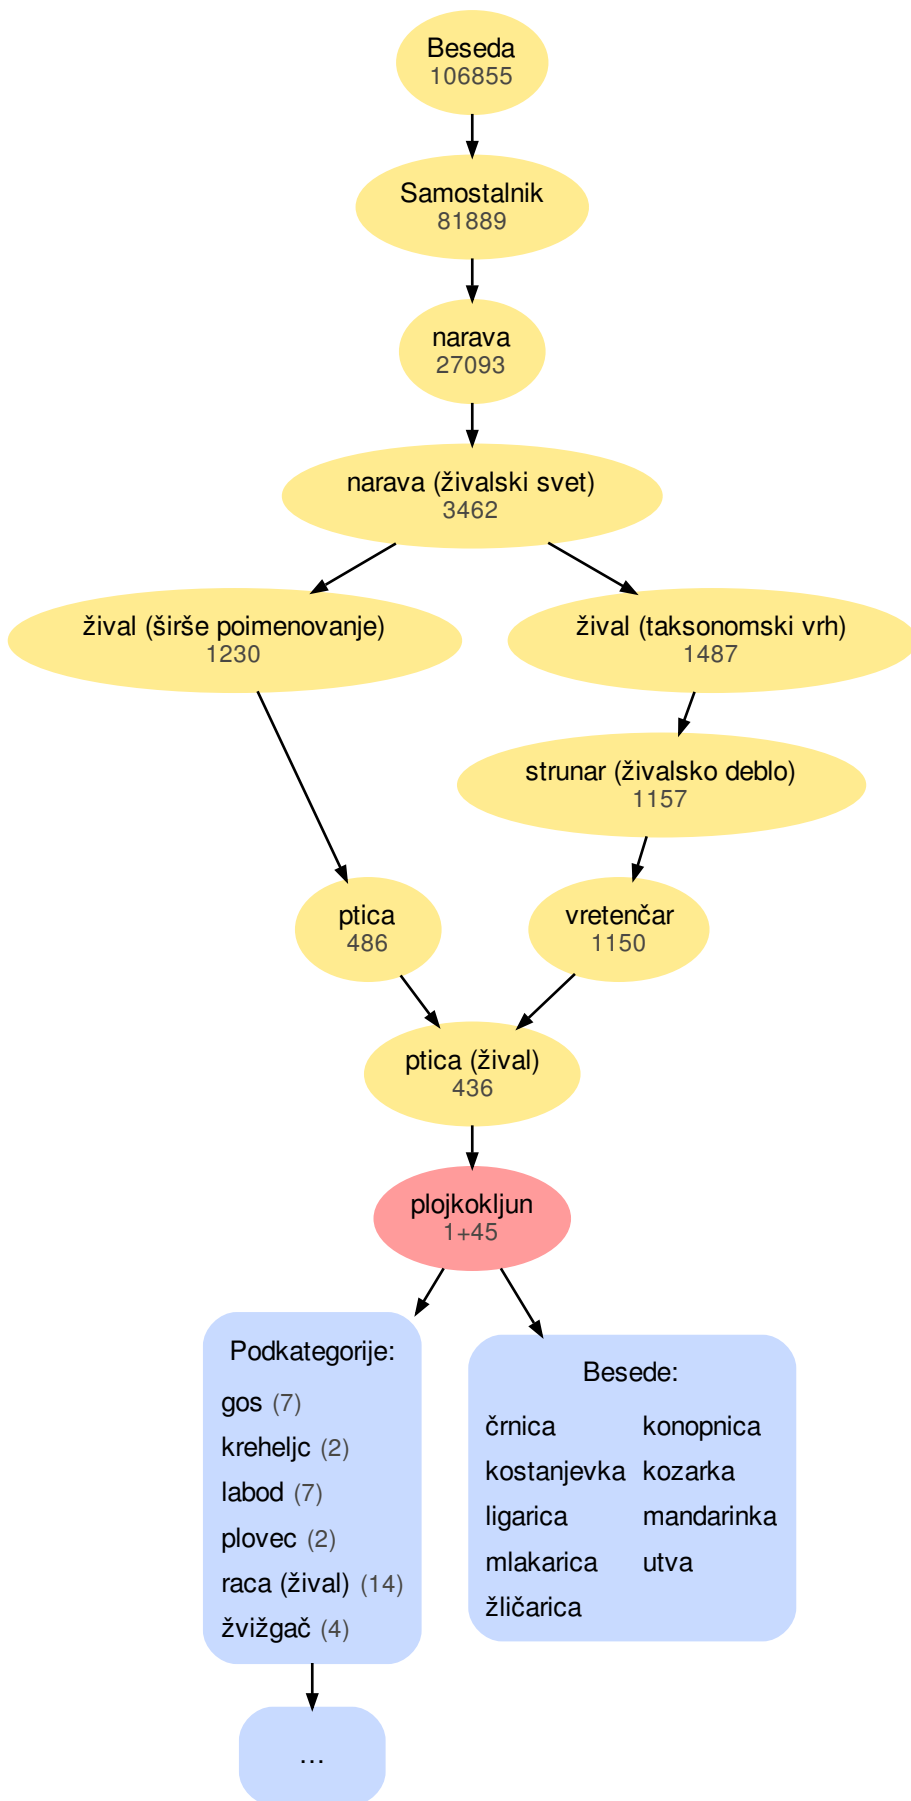 Beseda
106855
Samostalnik
81889
narava
27093
narava (živalski svet)
3462
žival (širše poimenovanje)
1230
žival (taksonomski vrh)
1487
strunar (živalsko deblo)
1157
ptica
486
vretenčar
1150
ptica (žival)
436
plojkokljun
1+45
Podkategorije:
gos (7)
kreheljc (2)
labod (7)
plovec (2)
raca (žival) (14)
žvižgač (4)
...
Besede:
črnica konopnica
kostanjevka kozarka
ligarica mandarinka
mlakarica utva
žličarica